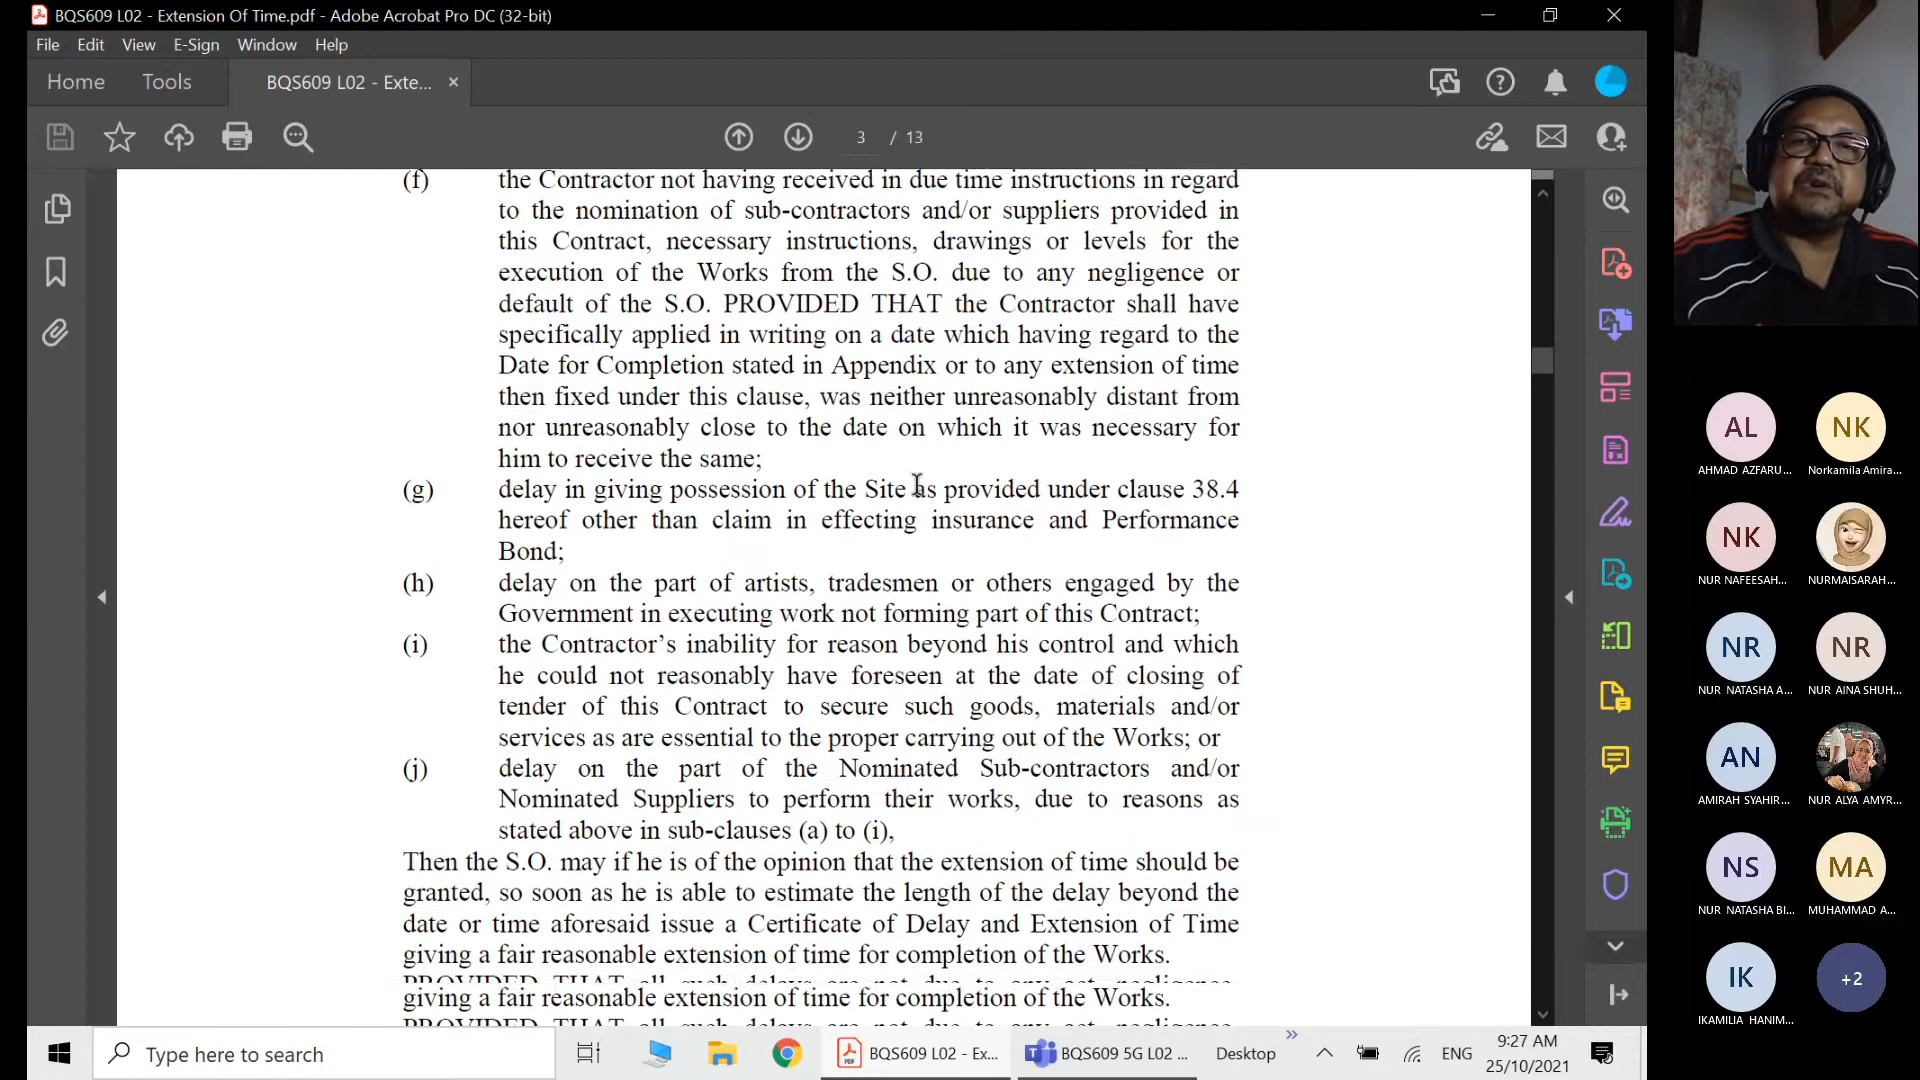 BQS609 L02 - Extension Of Time.pdf - Adobe Acrobat Pro DC (32-bit)
File Edit View E-Sign Window Help
Home Tools BQS609 L02 - Exte... ×
3 / 13
(f) the Contractor not having received in due time instructions in regard
to the nomination of sub-contractors and/or suppliers provided in
this Contract, necessary instructions, drawings or levels for the
execution of the Works from the S.O. due to any negligence or
default of the S.O. PROVIDED THAT the Contractor shall have
specifically applied in writing on a date which having regard to the
Date for Completion stated in Appendix or to any extension of time
then fixed under this clause, was neither unreasonably distant from
nor unreasonably close to the date on which it was necessary for
him to receive the same;
(g) delay in giving possession of the Site as provided under clause 38.4
hereof other than claim in effecting insurance and Performance
Bond;
(h) delay on the part of artists, tradesmen or others engaged by the
Government in executing work not forming part of this Contract;
(i) the Contractor's inability for reason beyond his control and which
he could not reasonably have foreseen at the date of closing of
tender of this Contract to secure such goods, materials and/or
services as are essential to the proper carrying out of the Works; or
(j) delay on the part of the Nominated Sub-contractors and/or
Nominated Suppliers to perform their works, due to reasons as
stated above in sub-clauses (a) to (i),
Then the S.O. may if he is of the opinion that the extension of time should be
granted, so soon as he is able to estimate the length of the delay beyond the
date or time aforesaid issue a Certificate of Delay and Extension of Time
giving a fair reasonable extension of time for completion of the Works.
PROVIDED THAT all such delays are not due to any act, negligence,
giving a fair reasonable extension of time for completion of the Works.
PROVIDED THAT all such delays are not due to any act, negligence,
AL NK
AHMAD AZFARU... Norkamila Amira...
NK
NUR NAFEESAH... NURMAISARAH...
NR NR
NUR NATASHA A... NUR AINA SHUH...
AN
AMIRAH SYAHIR... NUR ALYA AMYR...
NS MA
NUR NATASHA BI... MUHAMMAD A...
IK +2
IKAMILIA HANIM...
Type here to search
BQS609 L02 - Ex...
BQS609 5G L02 ...
Desktop
ENG
9:27 AM
25/10/2021